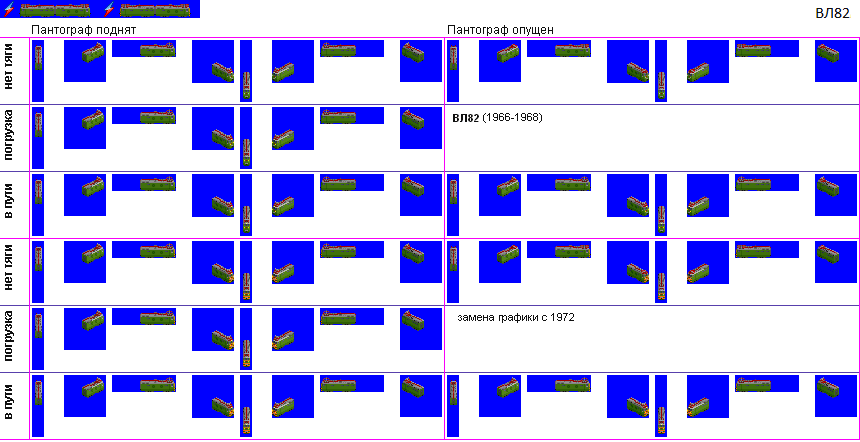 ВЛ82
Пантограф поднят
Пантограф опущен
нет тяги
погрузка
ВЛ82 (1966-1968)
в пути
нет тяги
погрузка
замена графики с 1972
в пути